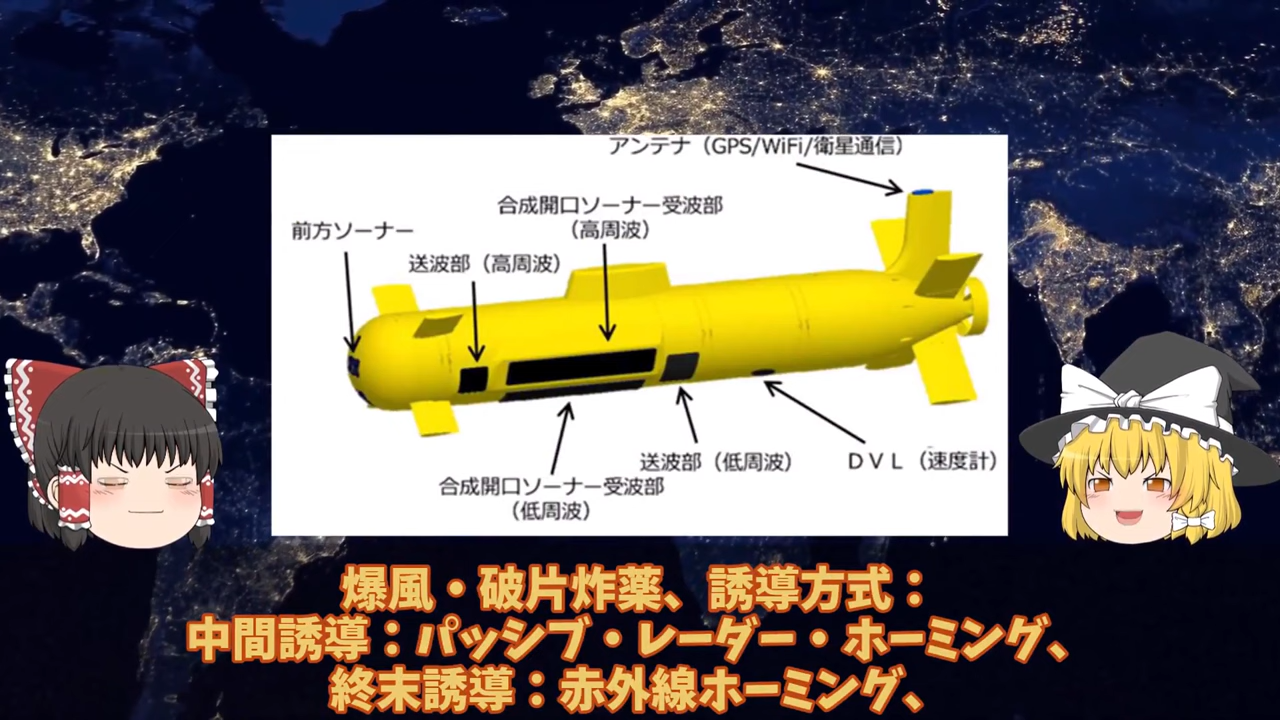 アンテナ（GPS/WiFi/衛星通信）
合成開口ソーナー受波部
（高周波）
前方ソーナー
送波部（高周波）
送波部（低周波）
ＤＶＬ（速度計）
合成開口ソーナー受波部
（低周波）
爆風・破片炸薬、誘導方式：
中間誘導：パッシブ・レーダー・ホーミング、
終末誘導：赤外線ホーミング、